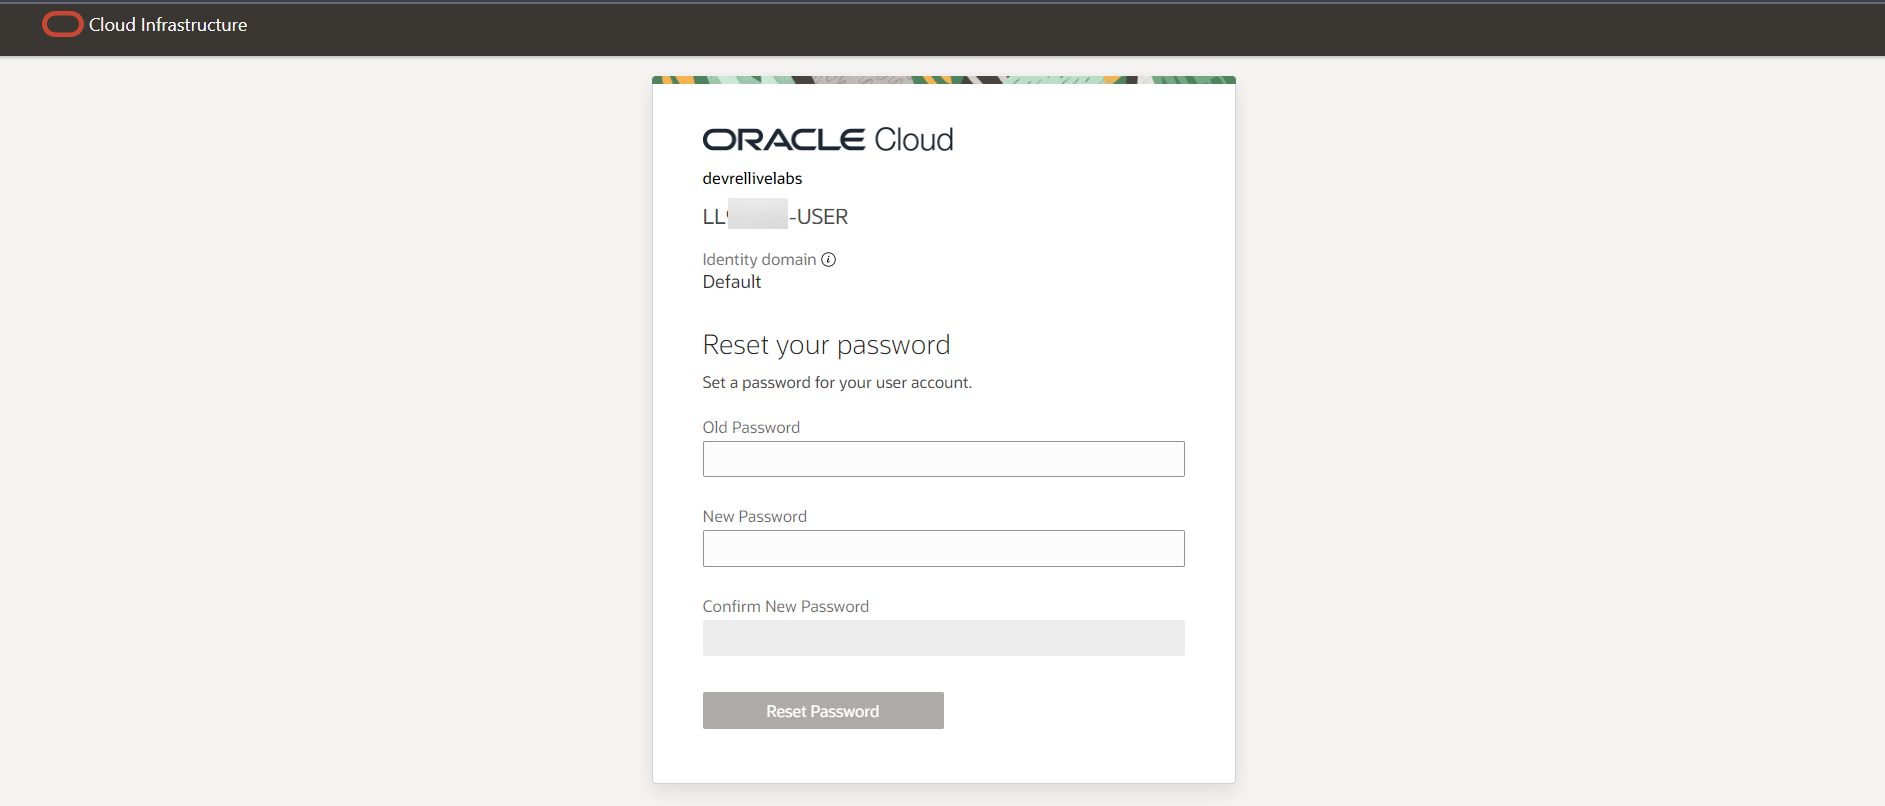 Cloud Infrastructure
ORACLE Cloud
devrellivelabs
LL -USER
Identity domain
Default
Reset your password
Set a password for your user account.
Old Password
New Password
Confirm New Password
Reset Password